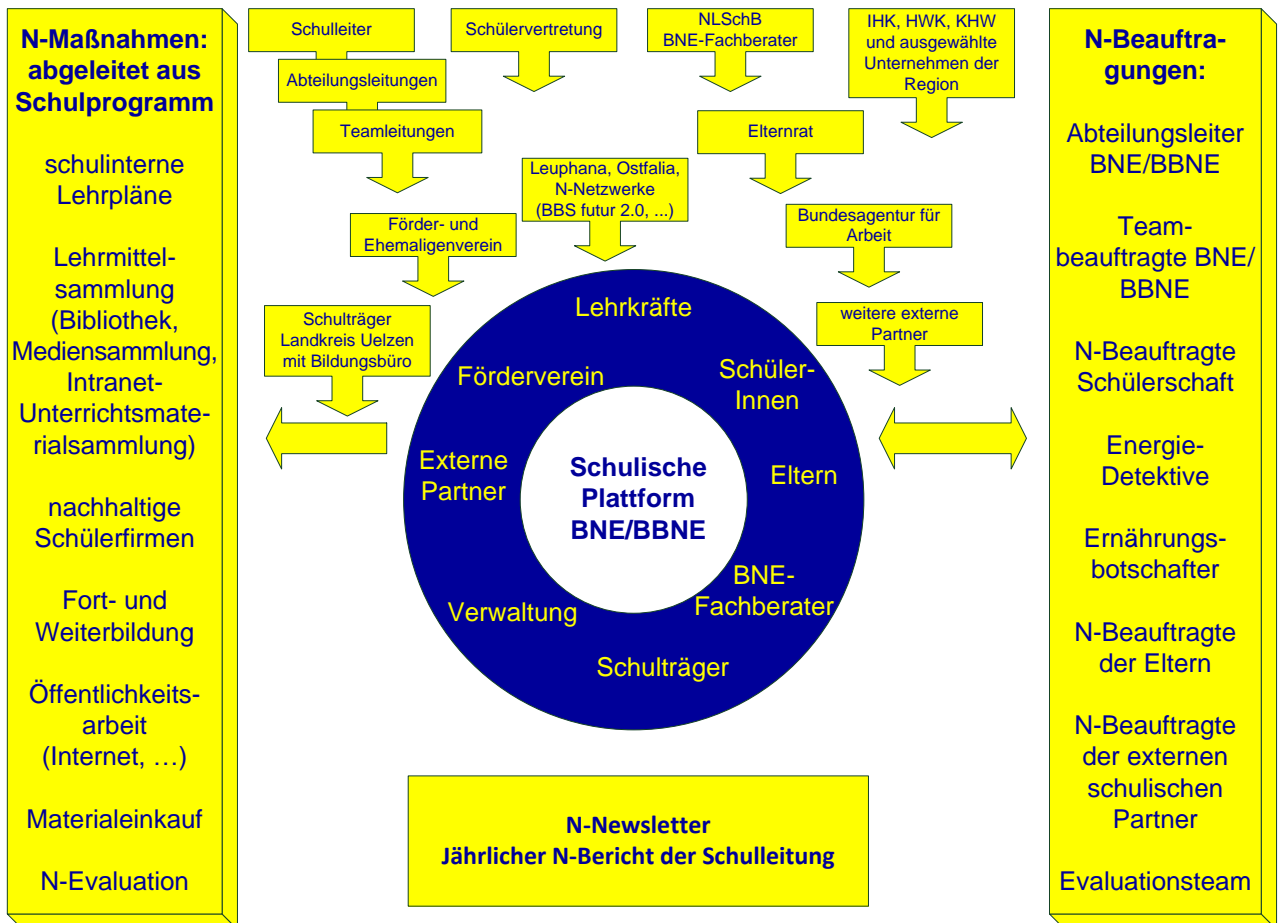 N-Maßnahmen:
abgeleitet aus
Schulprogramm
schulinterne
Lehrpläne
Lehrmittel-
sammlung
(Bibliothek,
Mediensammlung,
Intranet-
Unterrichtsmate-
rialsammlung)
nachhaltige
Schülerfirmen
Fort- und
Weiterbildung
Öffentlichkeits-
arbeit
(Internet, …)
Materialeinkauf
N-Evaluation
Schulleiter
Abteilungsleitungen
Teamleitungen
Schülervertretung
NLSchB
BNE-Fachberater
IHK, HWK, KHW
und ausgewählte
Unternehmen der
Region
Elternrat
Leuphana, Ostfalia,
N-Netzwerke
(BBS futur 2.0, ...)
Förder- und
Ehemaligenverein
Bundesagentur für
Arbeit
Schulträger
Landkreis Uelzen
mit Bildungsbüro
weitere externe
Partner
Lehrkräfte
Schüler-
Innen
Eltern
BNE-
Fachberater
Schulträger
Verwaltung
Externe
Partner
Förderverein
Schulische
Plattform
BNE/BBNE
N-Newsletter
Jährlicher N-Bericht der Schulleitung
N-Beauftra-
gungen:
Abteilungsleiter
BNE/BBNE
Team-
beauftragte BNE/
BBNE
N-Beauftragte
Schülerschaft
Energie-
Detektive
Ernährungs-
botschafter
N-Beauftragte
der Eltern
N-Beauftragte
der externen
schulischen
Partner
Evaluationsteam